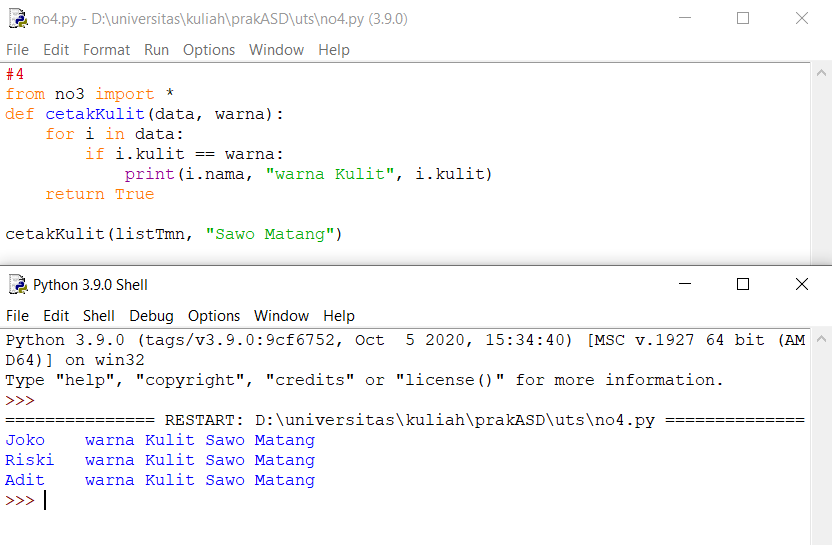 no4.py - D:\universitas\kuliah\prakASD\uts\no4.py (3.9.0)
File Edit Format Run Options Window Help
#4
from no3 import *
def cetakKulit(data, warna):
    for i in data:
        if i.kulit == warna:
            print(i.nama, "warna Kulit", i.kulit)
    return True

cetakKulit(listTmn, "Sawo Matang")
Python 3.9.0 Shell
File Edit Shell Debug Options Window Help
Python 3.9.0 (tags/v3.9.0:9cf6752, Oct  5 2020, 15:34:40) [MSC v.1927 64 bit (AM
D64)] on win32
Type "help", "copyright", "credits" or "license()" for more information.
>>>
=============== RESTART: D:\universitas\kuliah\prakASD\uts\no4.py ==============
Joko    warna Kulit Sawo Matang
Riski   warna Kulit Sawo Matang
Adit    warna Kulit Sawo Matang
>>>